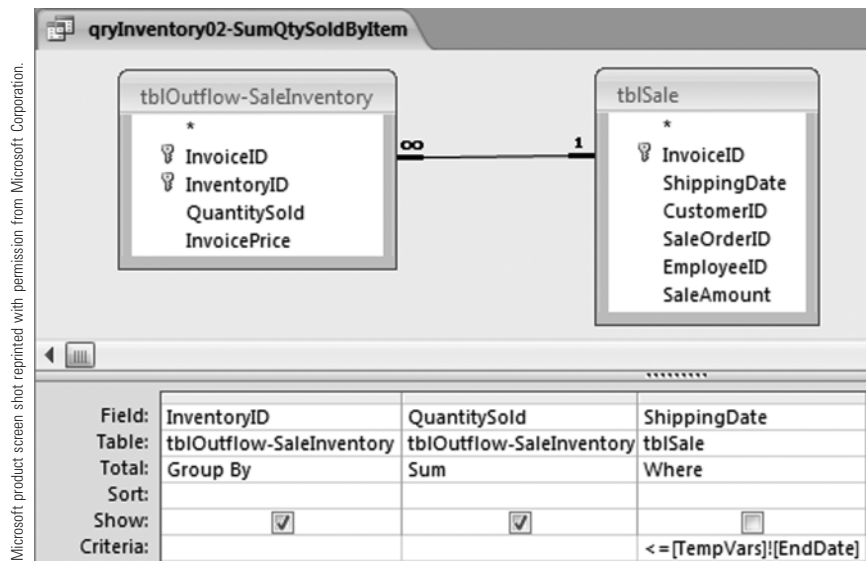 Microsoft product screen shot reprinted with permission from Microsoft Corporation.
qryInventory02-SumQtySoldByItem
tblOutflow-SaleInventory
*
InvoiceID
InventoryID
QuantitySold
InvoicePrice
∞ 1
tblSale
*
InvoiceID
ShippingDate
CustomerID
SaleOrderID
EmployeeID
SaleAmount
Field: InventoryID QuantitySold ShippingDate
Table: tblOutflow-SaleInventory tblOutflow-SaleInventory tblSale
Total: Group By Sum Where
Sort:
Show:
Criteria: <=[TempVars]![EndDate]